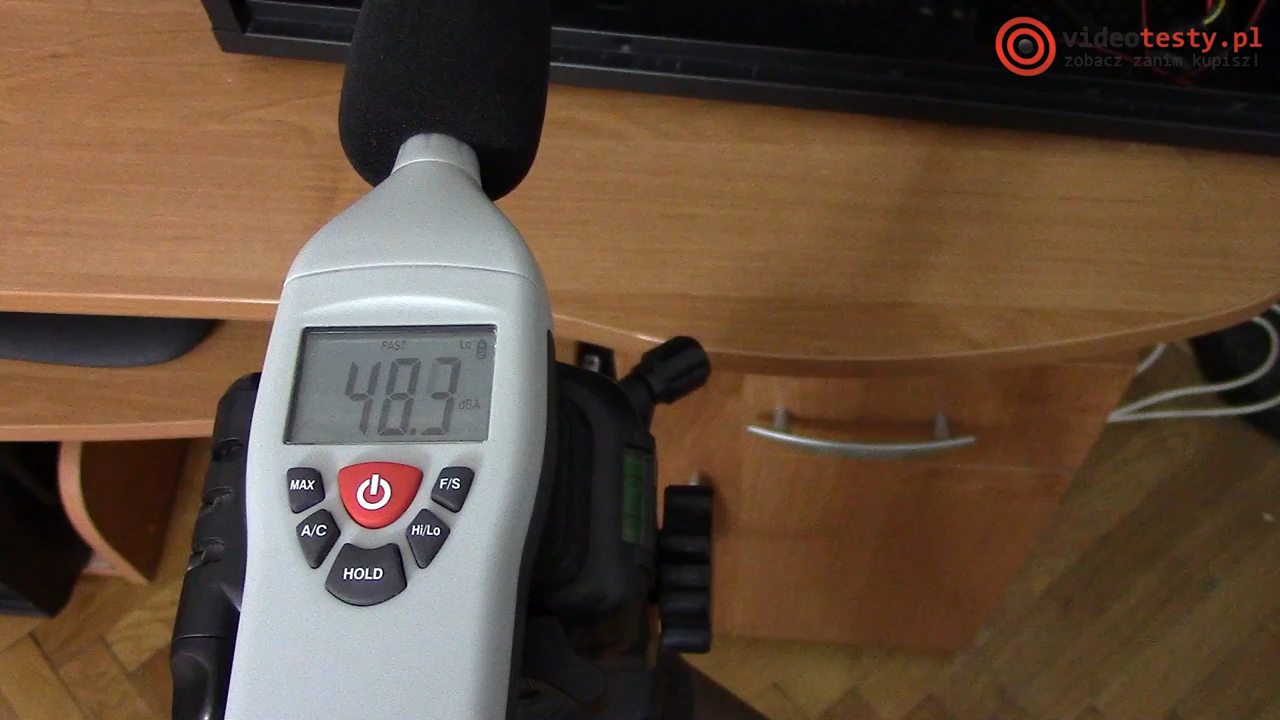 videotesty.pl
zobacz zanim kupisz!
FAST Lo
48.3 dBA
MAX F/S
A/C Hi/Lo
HOLD